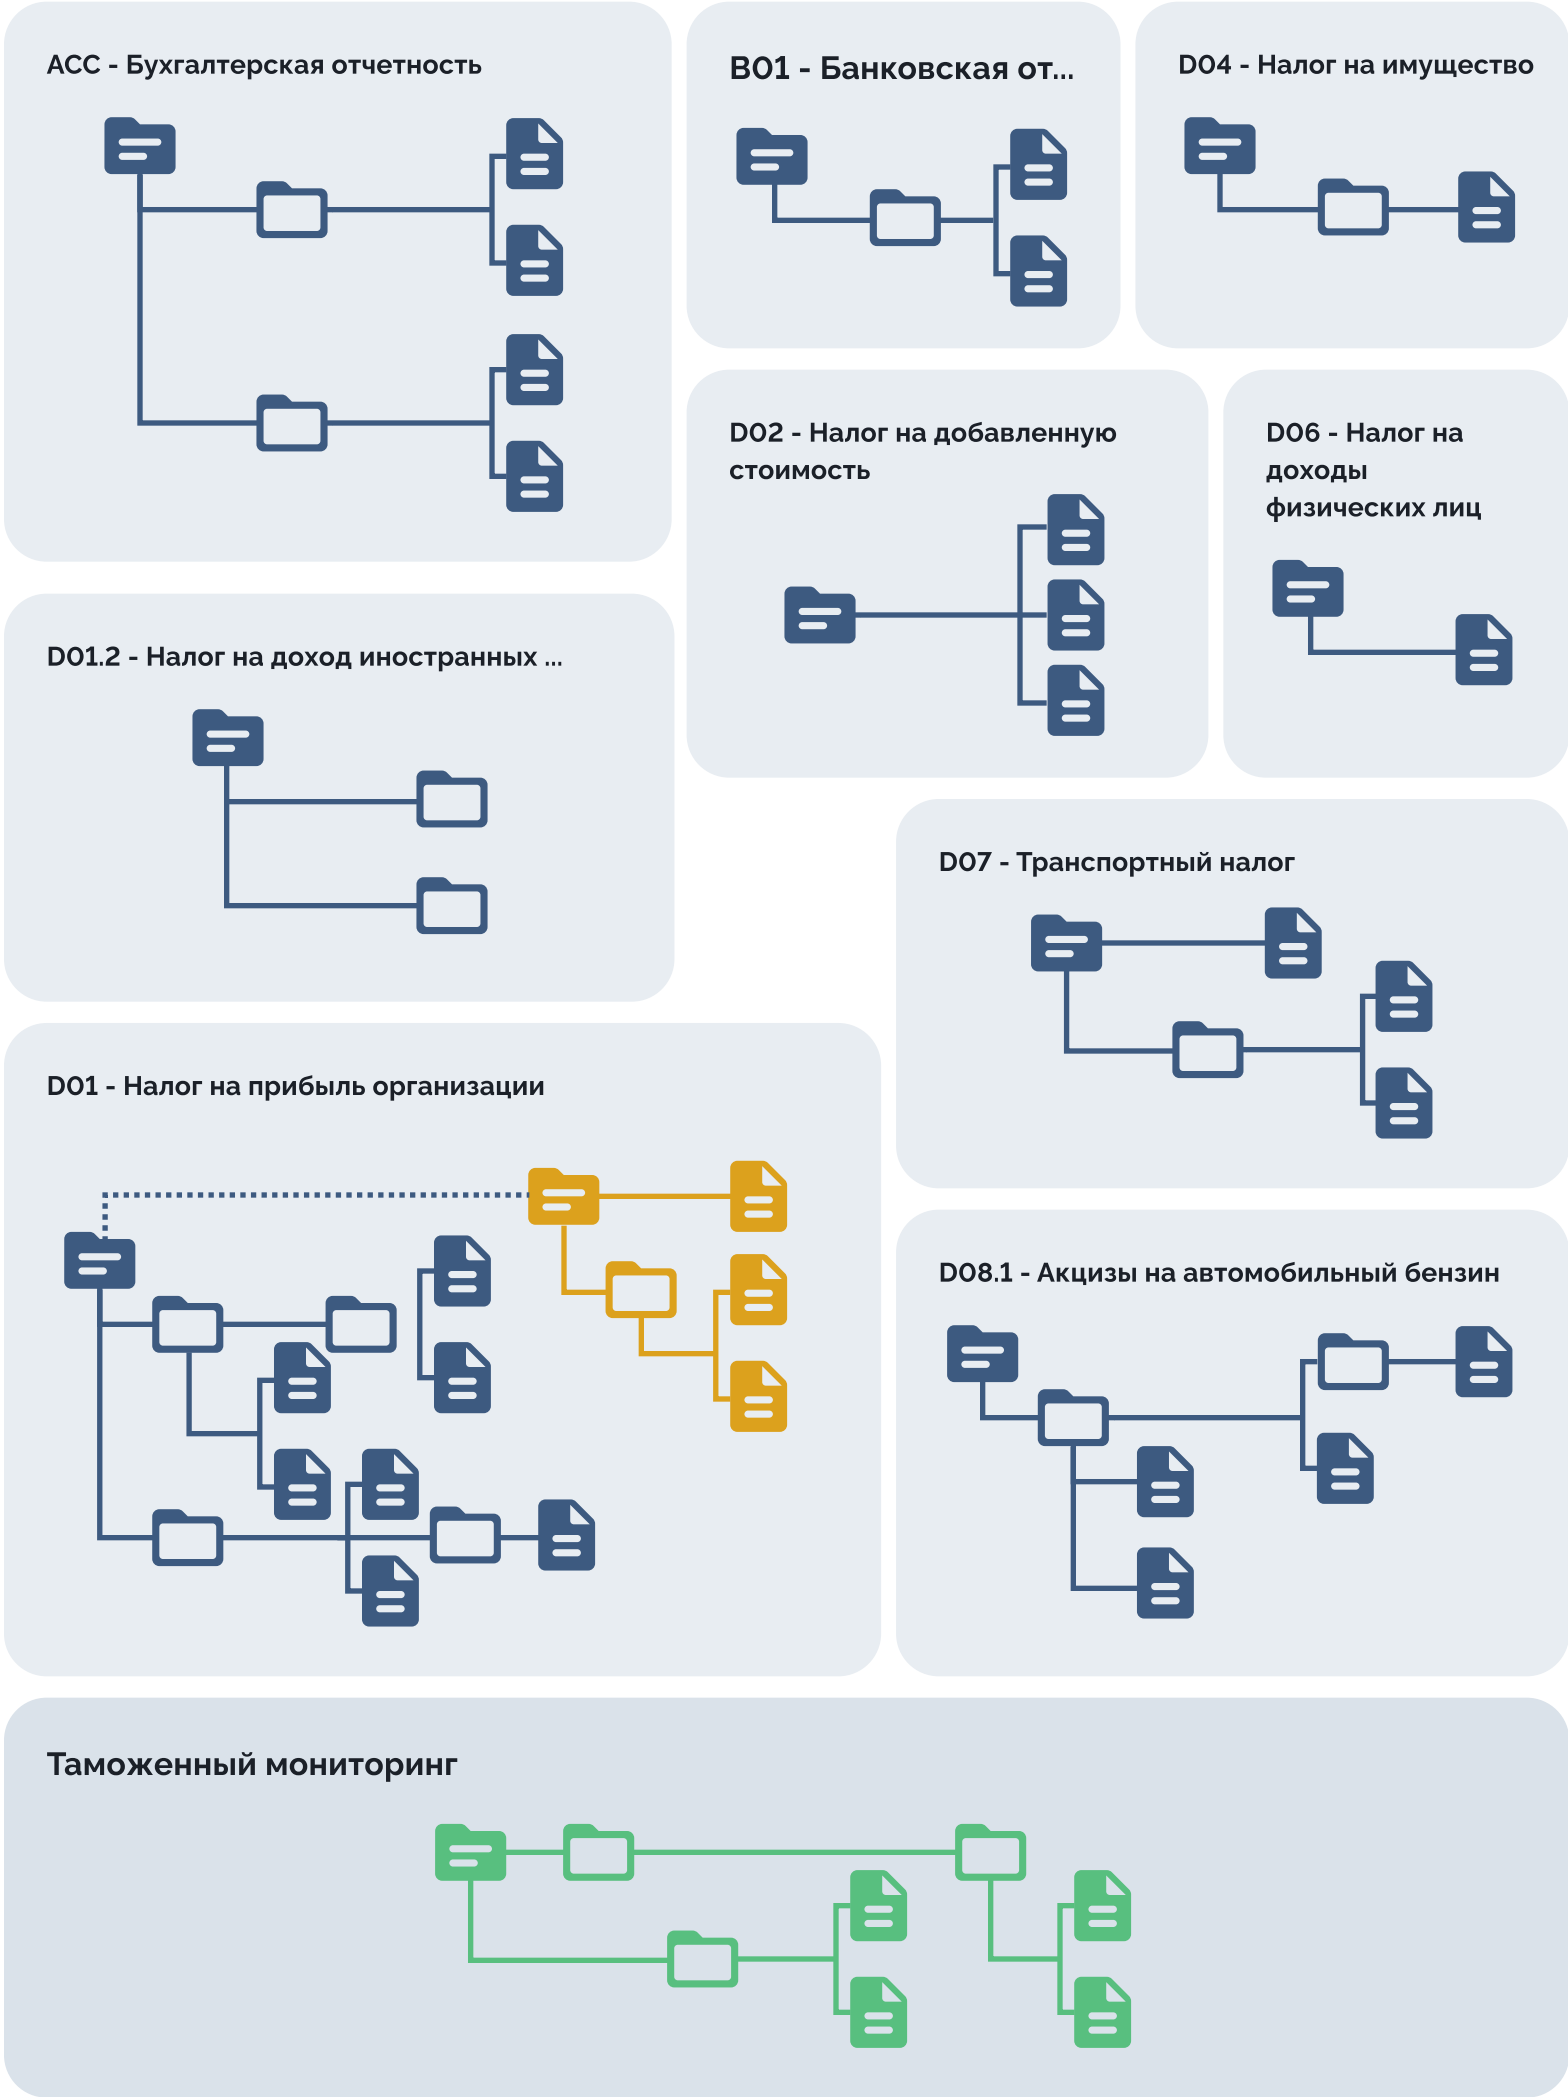 ACC - Бухгалтерская отчетность
B01 - Банковская от...
D04 - Налог на имущество
D02 - Налог на добавленную
стоимость
D06 - Налог на
доходы
физических лиц
D01.2 - Налог на доход иностранных ...
D07 - Транспортный налог
D01 - Налог на прибыль организации
D08.1 - Акцизы на автомобильный бензин
Таможенный мониторинг